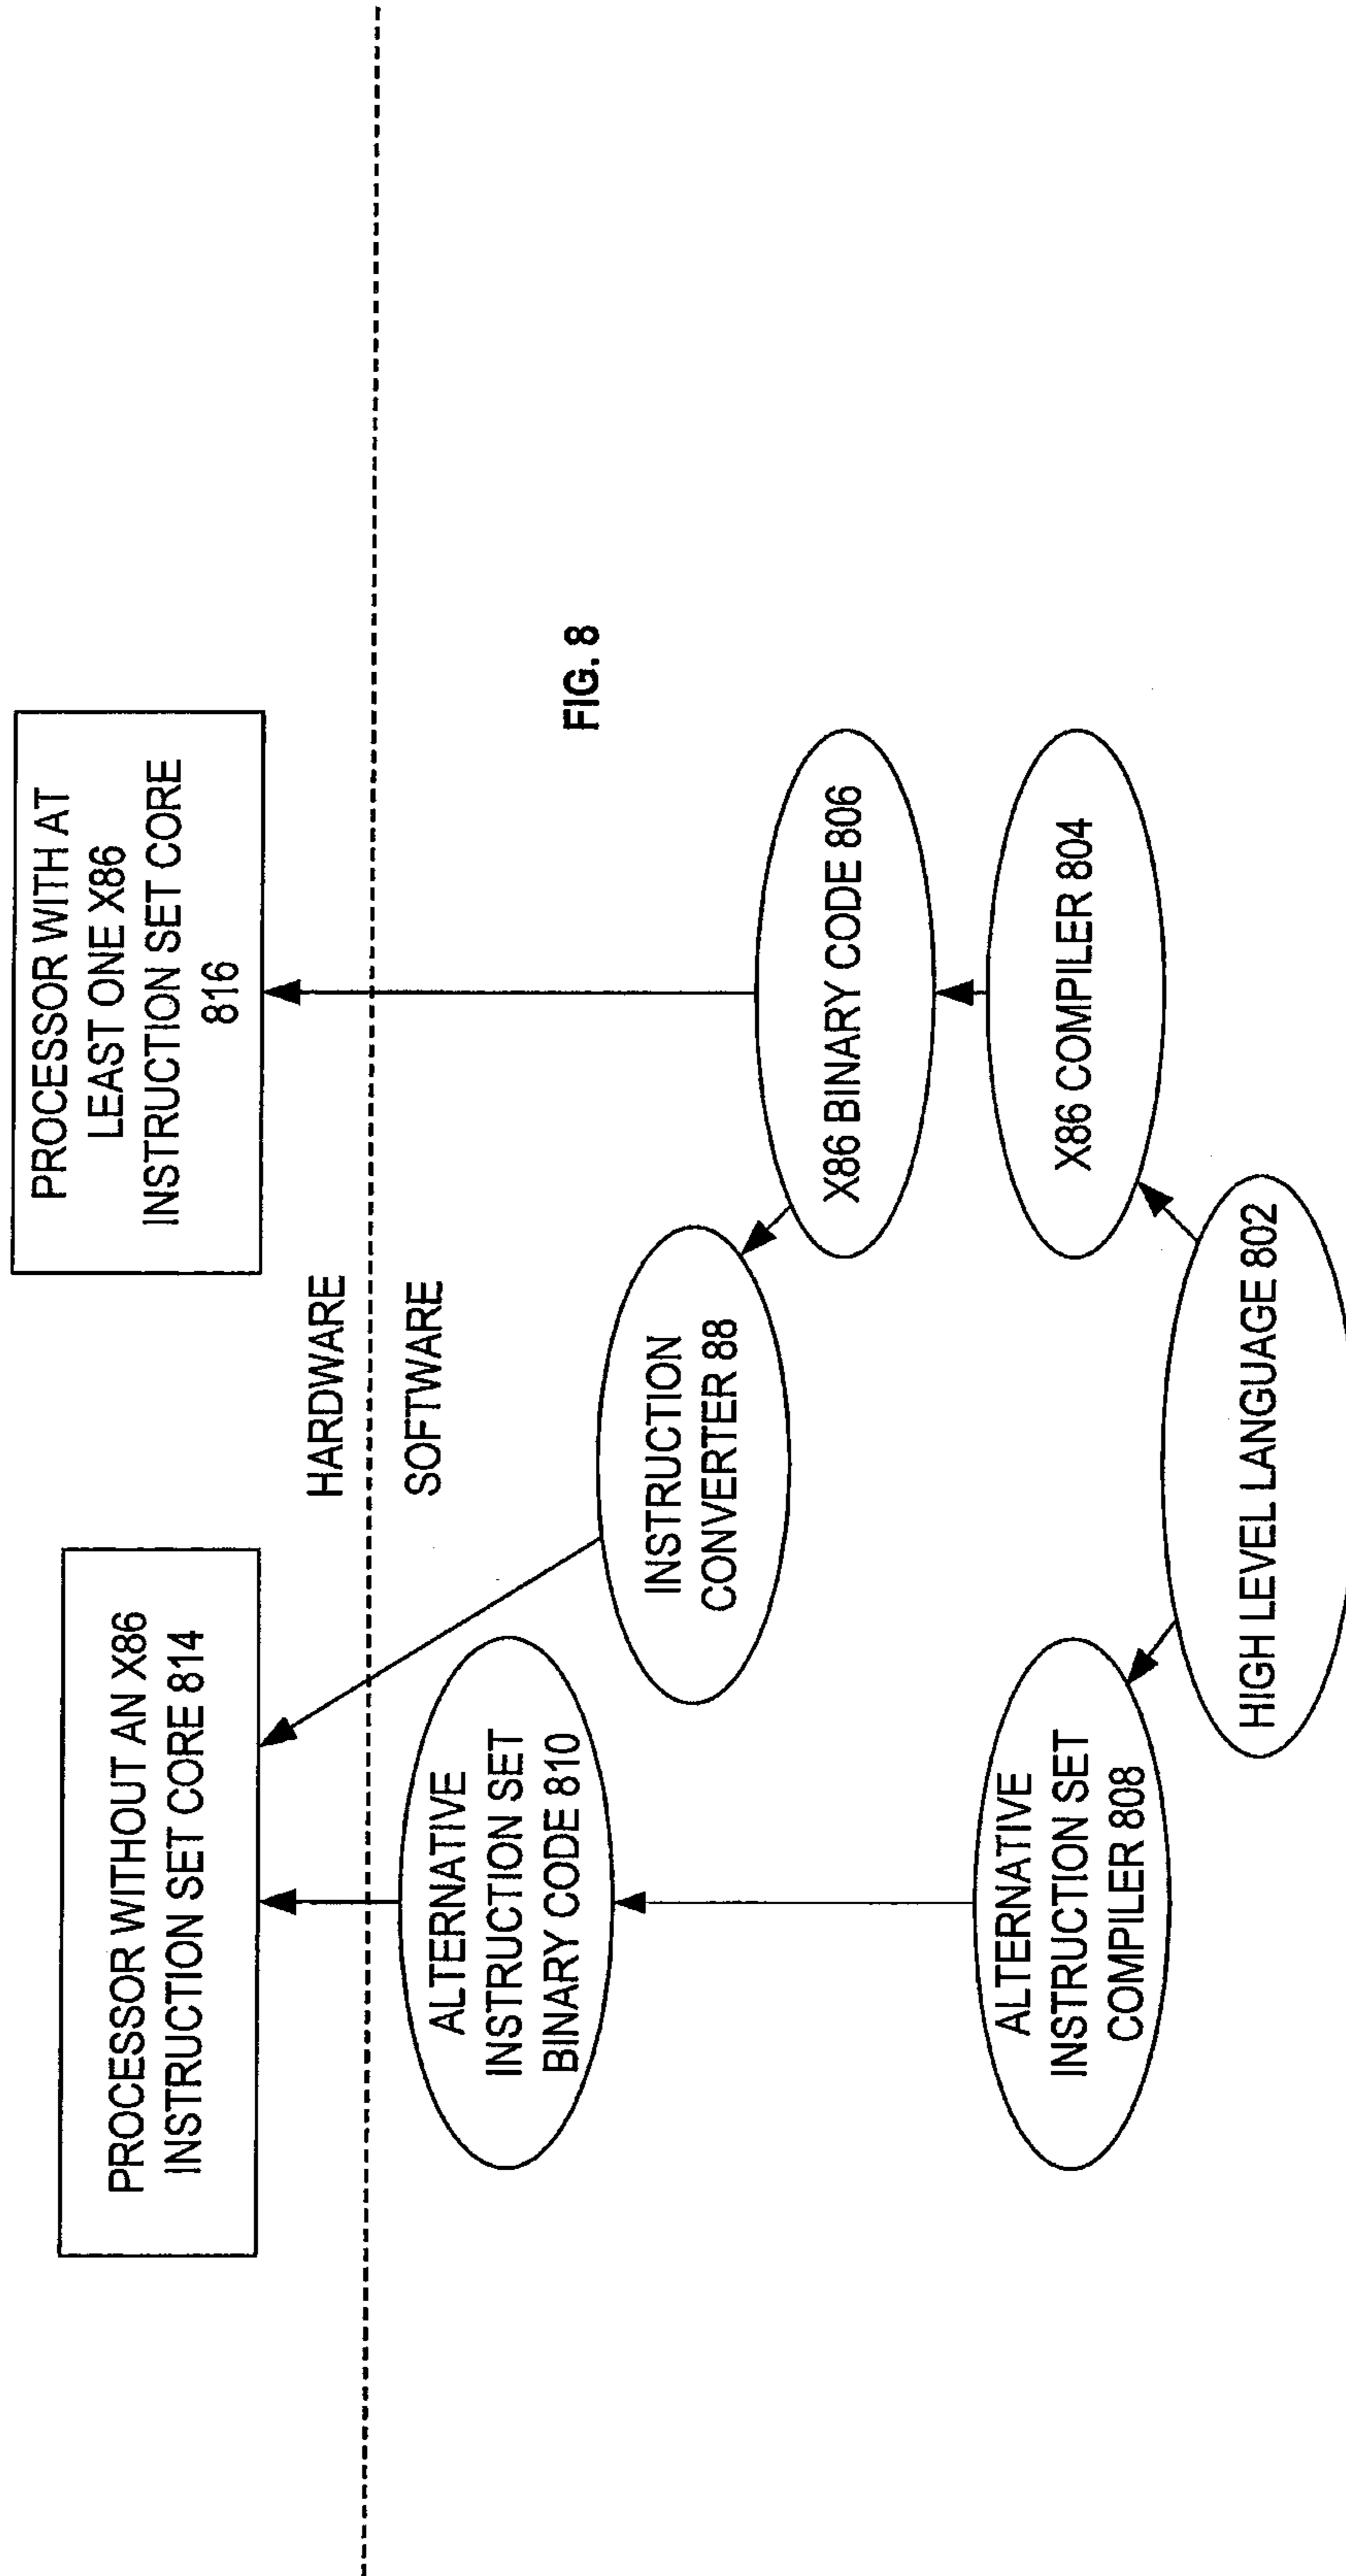 PROCESSOR WITHOUT AN X86
INSTRUCTION SET CORE 814
PROCESSOR WITH AT
LEAST ONE X86
INSTRUCTION SET CORE
816
HARDWARE
SOFTWARE
ALTERNATIVE
INSTRUCTION SET
BINARY CODE 810
INSTRUCTION
CONVERTER 88
FIG. 8
X86 BINARY CODE 806
ALTERNATIVE
INSTRUCTION SET
COMPILER 808
X86 COMPILER 804
HIGH LEVEL LANGUAGE 802